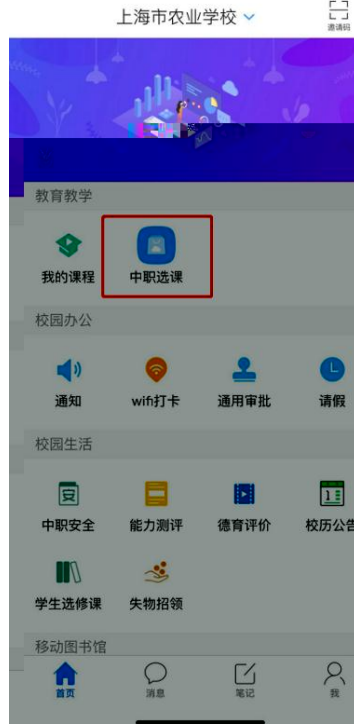 上海市农业学校
邀请码
教育教学
我的课程 中职选课
校园办公
通知 wifi打卡 通用审批 请假
校园生活
中职安全 能力测评 德育评价 校历公告
学生选修课 失物招领
移动图书馆
首页 消息 笔记 我